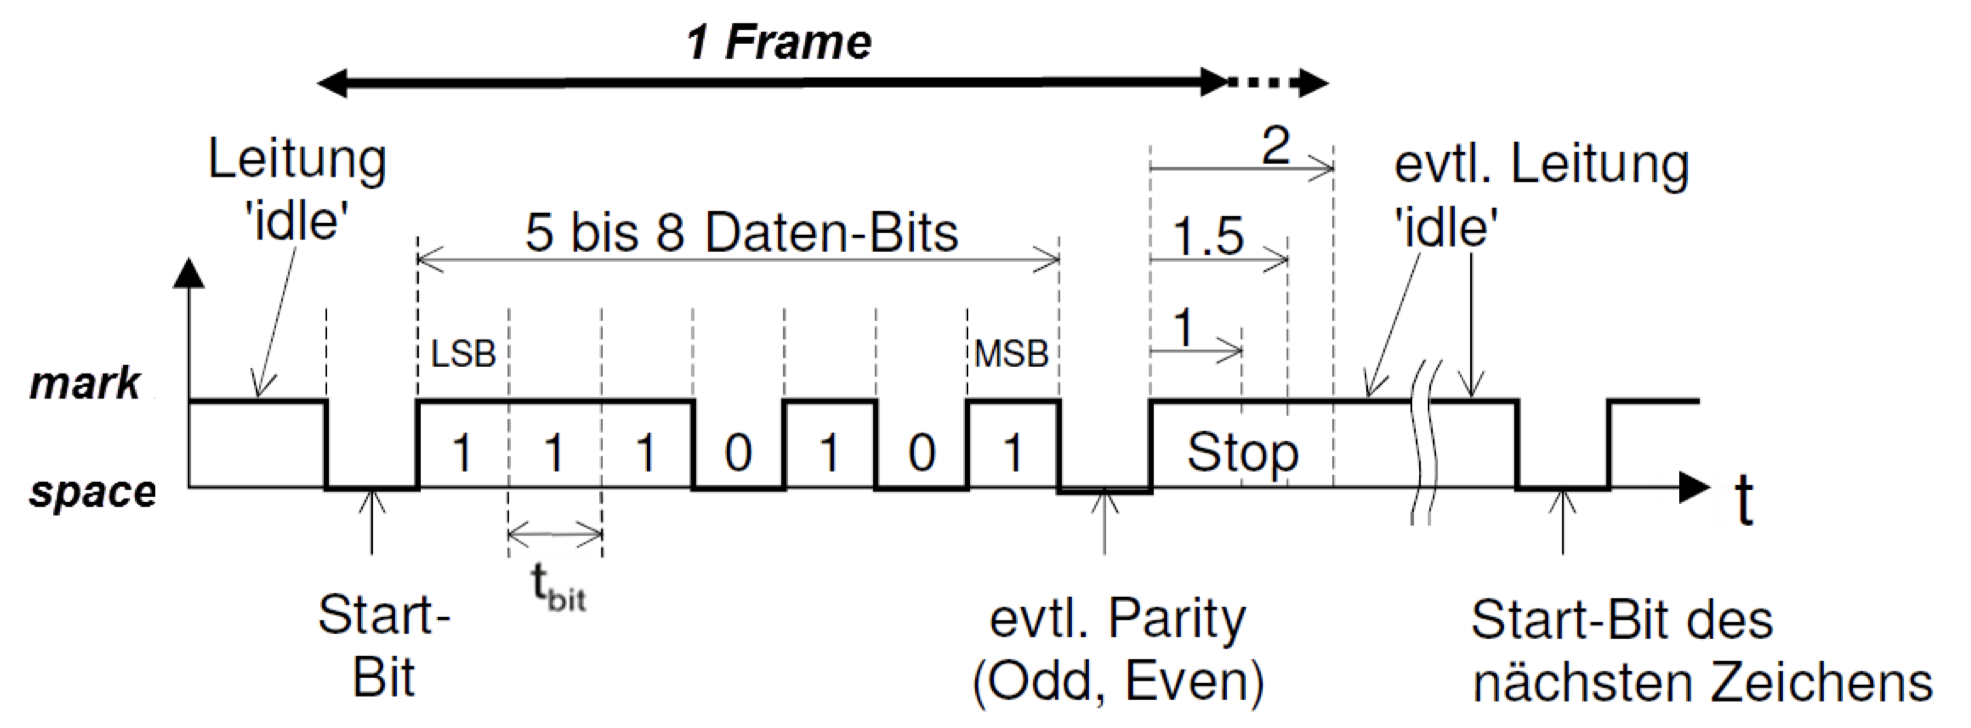 1 Frame
Leitung
'idle'
2
evtl. Leitung
'idle'
5 bis 8 Daten-Bits
1.5
1
LSB
MSB
mark
space
1 1 1 0 1 0 1 Stop
t
tbit
Start-
Bit
evtl. Parity
(Odd, Even)
Start-Bit des
nächsten Zeichens